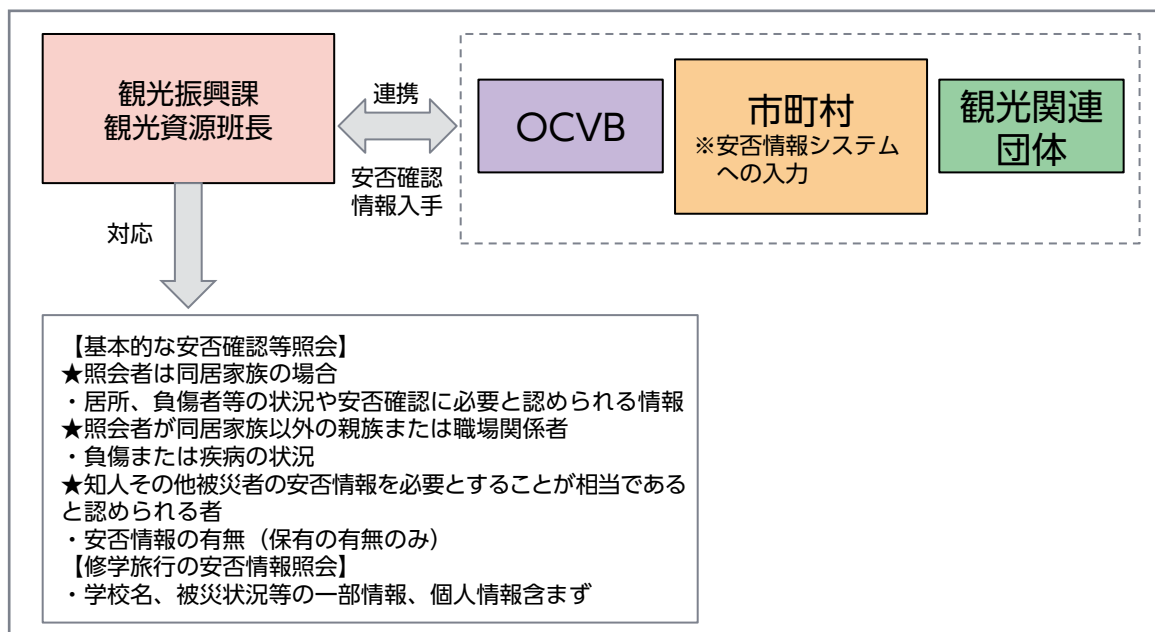 観光振興課
観光資源班長
連携
安否確認
情報入手
OCVB
市町村
※安否情報システム
への入力
観光関連
団体
対応
【基本的な安否確認等照会】
★照会者は同居家族の場合
・居所、負傷者等の状況や安否確認に必要と認められる情報
★照会者が同居家族以外の親族または職場関係者
・負傷または疾病の状況
★知人その他被災者の安否情報を必要とすることが相当である
と認められる者
・安否情報の有無（保有の有無のみ）
【修学旅行の安否情報照会】
・学校名、被災状況等の一部情報、個人情報含まず